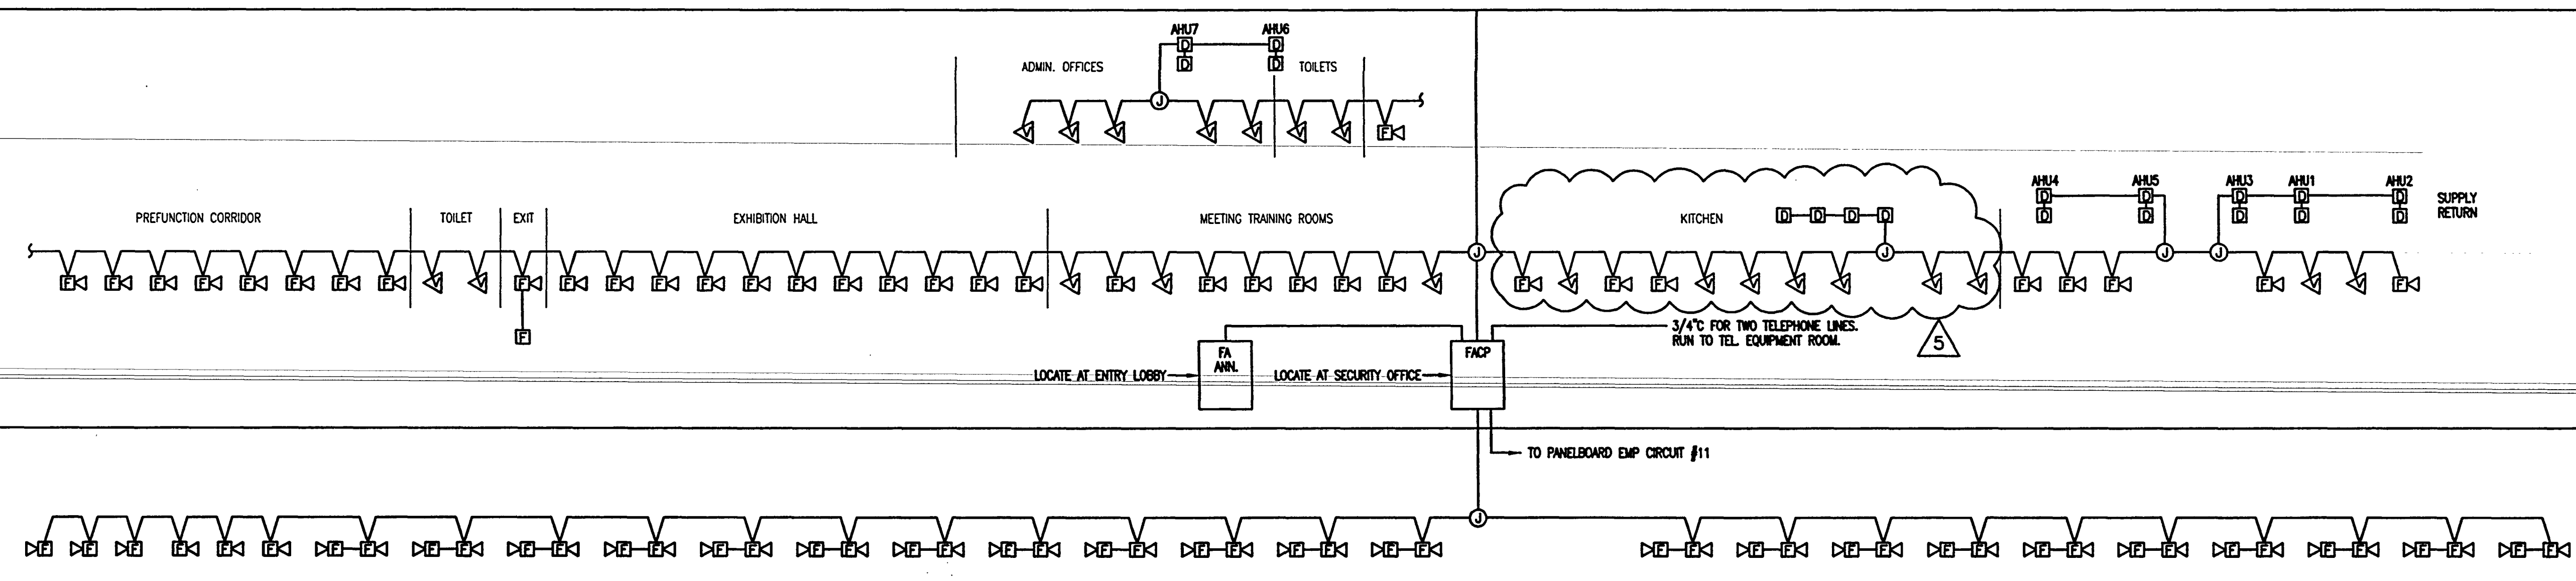 AHU7 AHU6
D D
D D
ADMIN. OFFICES TOILETS
J
V V V V V V V F
AHU4 AHU5 AHU3 AHU1 AHU2
D D D D D SUPPLY
D D D D D RETURN
PREFUNCTION CORRIDOR TOILET EXIT EXHIBITION HALL MEETING TRAINING ROOMS KITCHEN D D D D
J J J J
F F F F F F F F V V F F F F F F F F F F F F V F V F F F F F V F V F F V V V V V V F F F F V V F
F
3/4"C FOR TWO TELEPHONE LINES.
RUN TO TEL. EQUIPMENT ROOM.
5
FA
ANN.
FACP
LOCATE AT ENTRY LOBBY
LOCATE AT SECURITY OFFICE
TO PANELBOARD EMP CIRCUIT #11
J
F F F F F F F F F F F F F F F F F F F F F F F F F F F F F F F F F F F F F F F F F F F F F F F F F F